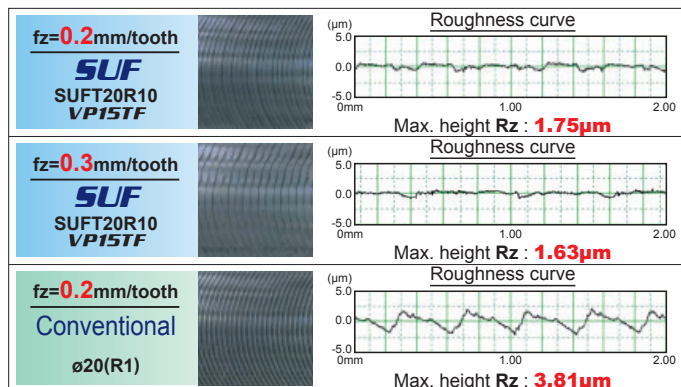 fz=0.2mm/tooth
SUF
SUFT20R10
VP15TF
Roughness curve
(µm)
5.0
0.0
-5.0
0mm 1.00 2.00
Max. height Rz : 1.75µm
fz=0.3mm/tooth
SUF
SUFT20R10
VP15TF
Roughness curve
(µm)
5.0
0.0
-5.0
0mm 1.00 2.00
Max. height Rz : 1.63µm
fz=0.2mm/tooth
Conventional
ø20(R1)
Roughness curve
(µm)
5.0
0.0
-5.0
0mm 1.00 2.00
Max. height Rz : 3.81µm